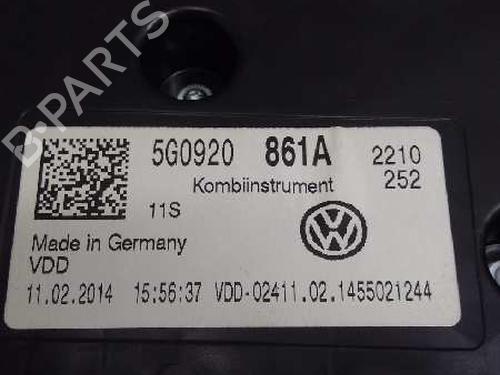 B-PARTS
5G0920 861A 2210
Kombiinstrument 252
11S
Made in Germany
VDD
11.02.2014 15:56:37 VDD-02411.02.1455021244